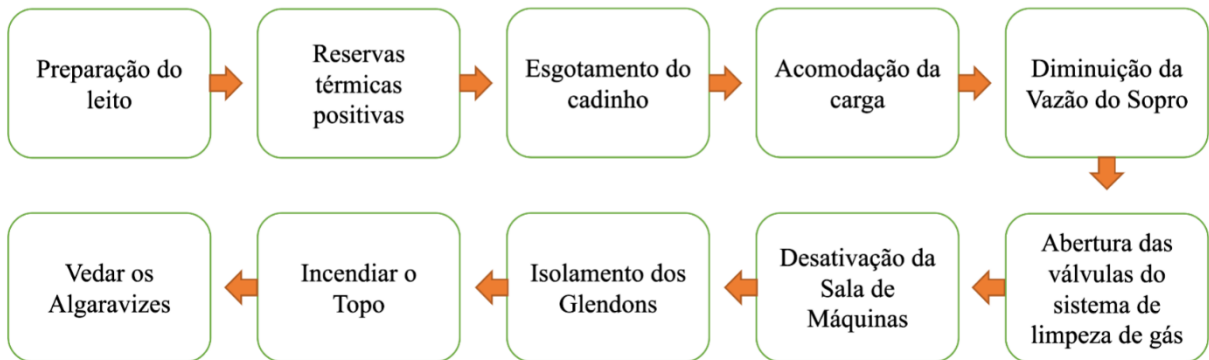 Preparação do
leito
Reservas
térmicas
positivas
Esgotamento do
cadinho
Acomodação da
carga
Diminuição da
Vazão do Sopro
Abertura das
válvulas do
sistema de
limpeza de gás
Desativação da
Sala de
Máquinas
Isolamento dos
Glendons
Incendiar o
Topo
Vedar os
Algaravizes